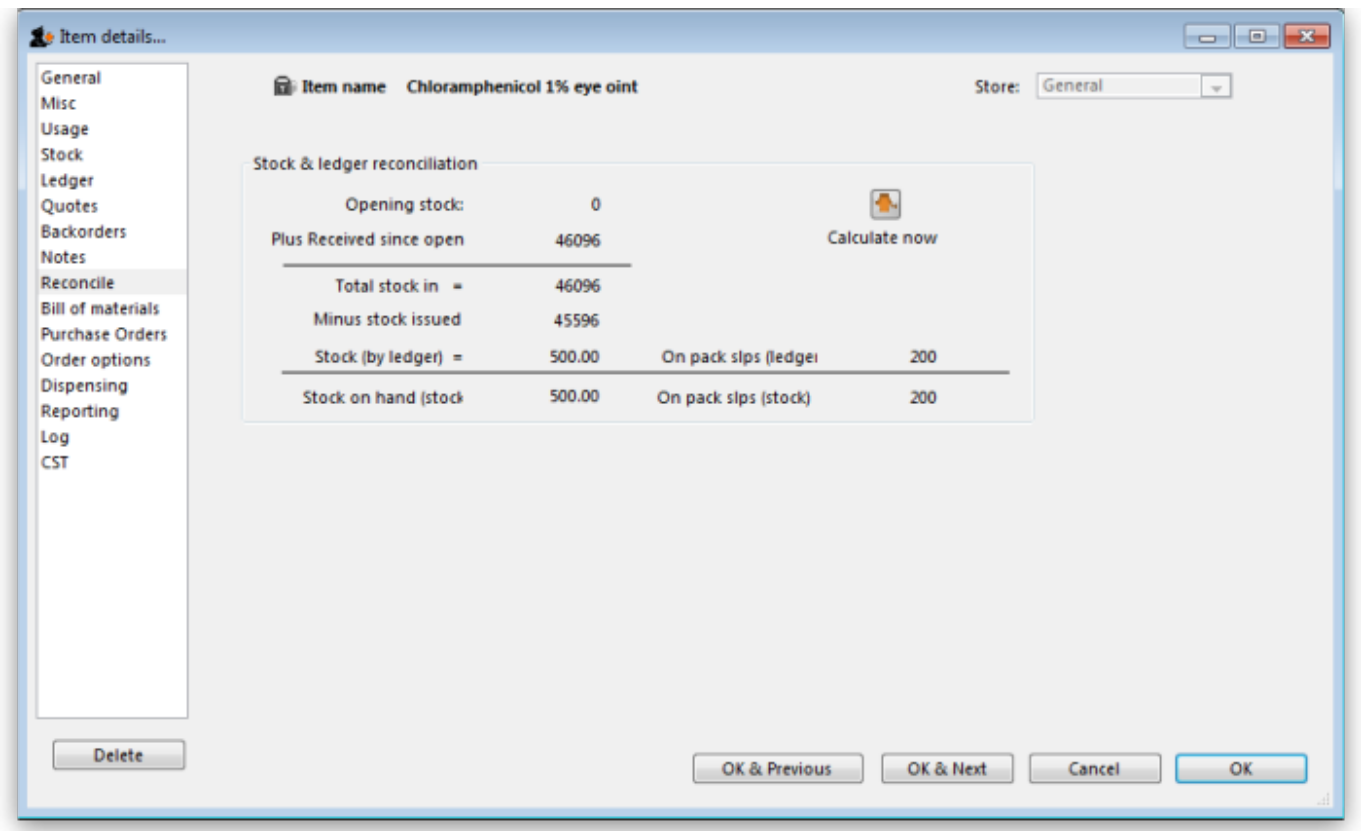 Item details...
General
Misc
Usage
Stock
Ledger
Quotes
Backorders
Notes
Reconcile
Bill of materials
Purchase Orders
Order options
Dispensing
Reporting
Log
CST
Delete
Item name Chloramphenicol 1% eye oint Store: General
Stock & ledger reconciliation
Opening stock: 0
Plus Received since open 46096 Calculate now
Total stock in = 46096
Minus stock issued 45596
Stock (by ledger) = 500.00 On pack slps (ledger 200
Stock on hand (stock 500.00 On pack slps (stock) 200
OK & Previous OK & Next Cancel OK